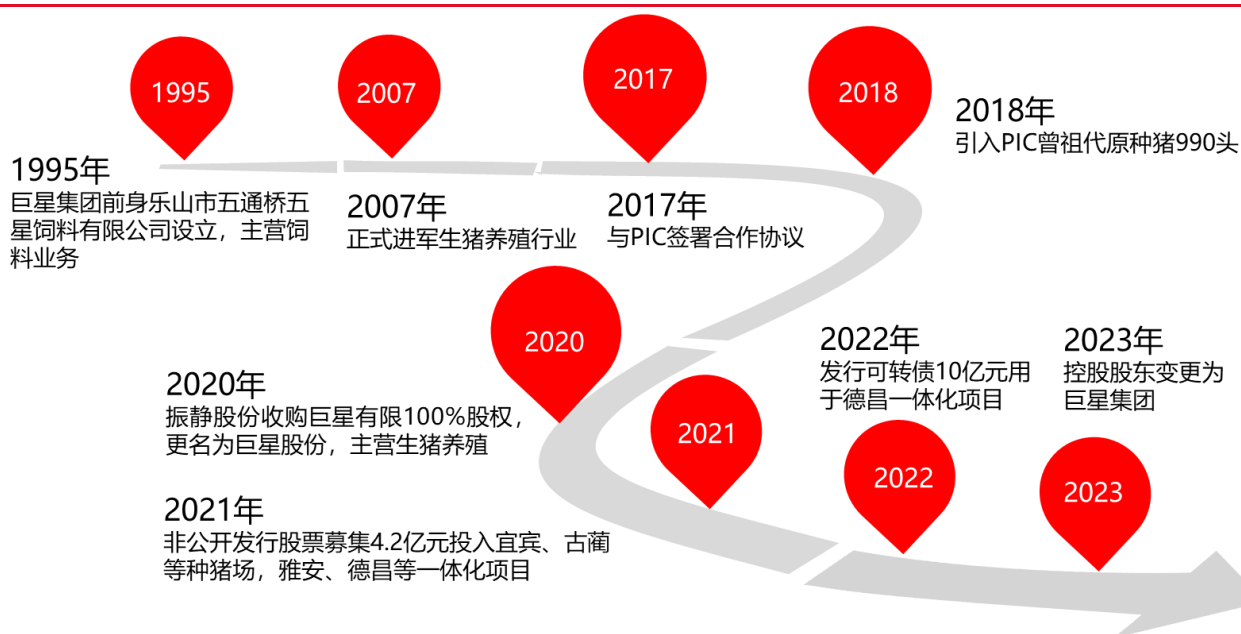 1995
2007
2017
2018
2018年
引入PIC曾祖代原种猪990头
1995年
巨星集团前身乐山市五通桥五
星饲料有限公司设立，主营饲
料业务
2007年
正式进军生猪养殖行业
2017年
与PIC签署合作协议
2020
2020年
振静股份收购巨星有限100%股权，
更名为巨星股份，主营生猪养殖
2021
2021年
非公开发行股票募集4.2亿元投入宜宾、古蔺
等种猪场，雅安、德昌等一体化项目
2022年
发行可转债10亿元用
于德昌一体化项目
2022
2023年
控股股东变更为
巨星集团
2023